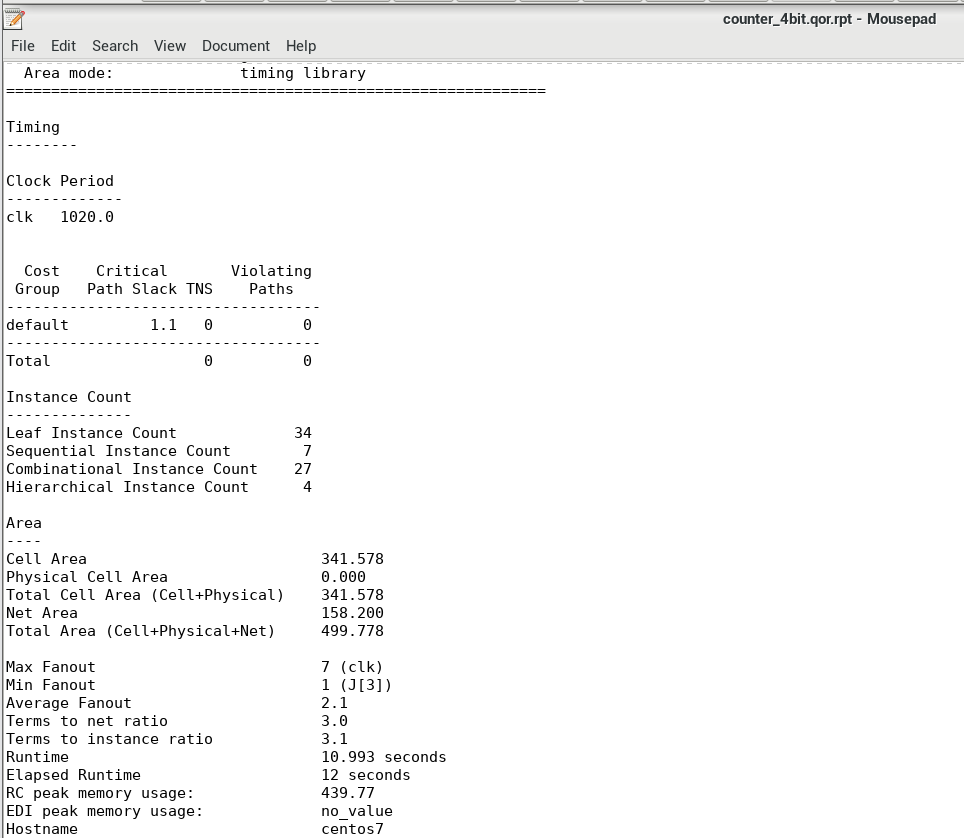 counter_4bit.qor.rpt - Mousepad
File Edit Search View Document Help
Area mode: timing library
============================================================
Timing
--------
Clock Period
-------------
clk 1020.0
Cost Critical Violating
Group Path Slack TNS Paths
-----------------------------------
default 1.1 0 0
-----------------------------------
Total 0 0
Instance Count
--------------
Leaf Instance Count 34
Sequential Instance Count 7
Combinational Instance Count 27
Hierarchical Instance Count 4
Area
----
Cell Area 341.578
Physical Cell Area 0.000
Total Cell Area (Cell+Physical) 341.578
Net Area 158.200
Total Area (Cell+Physical+Net) 499.778
Max Fanout 7 (clk)
Min Fanout 1 (J[3])
Average Fanout 2.1
Terms to net ratio 3.0
Terms to instance ratio 3.1
Runtime 10.993 seconds
Elapsed Runtime 12 seconds
RC peak memory usage: 439.77
EDI peak memory usage: no_value
Hostname centos7